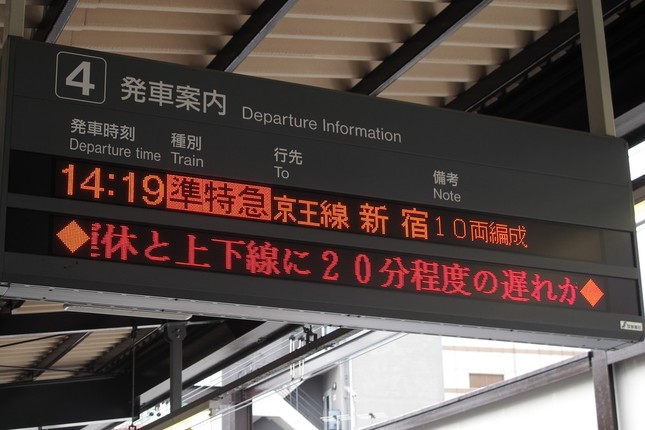 4 発車案内 Departure Information
発車時刻 種別 行先 備考
Departure time Train To Note
14:19 準特急 京王線 新宿 10両編成
休と上下線に20分程度の遅れか